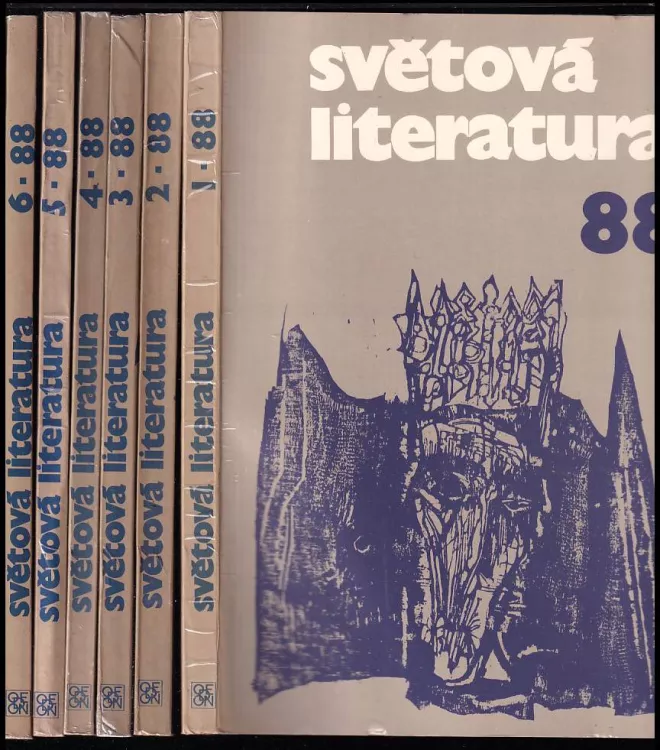 6 · 88
světová literatura
ODEON
5 · 88
světová literatura
ODEON
4 · 88
světová literatura
ODEON
3 · 88
světová literatura
ODEON
2 · 88
světová literatura
ODEON
1 · 88
světová literatura
ODEON
světová
literatura
88